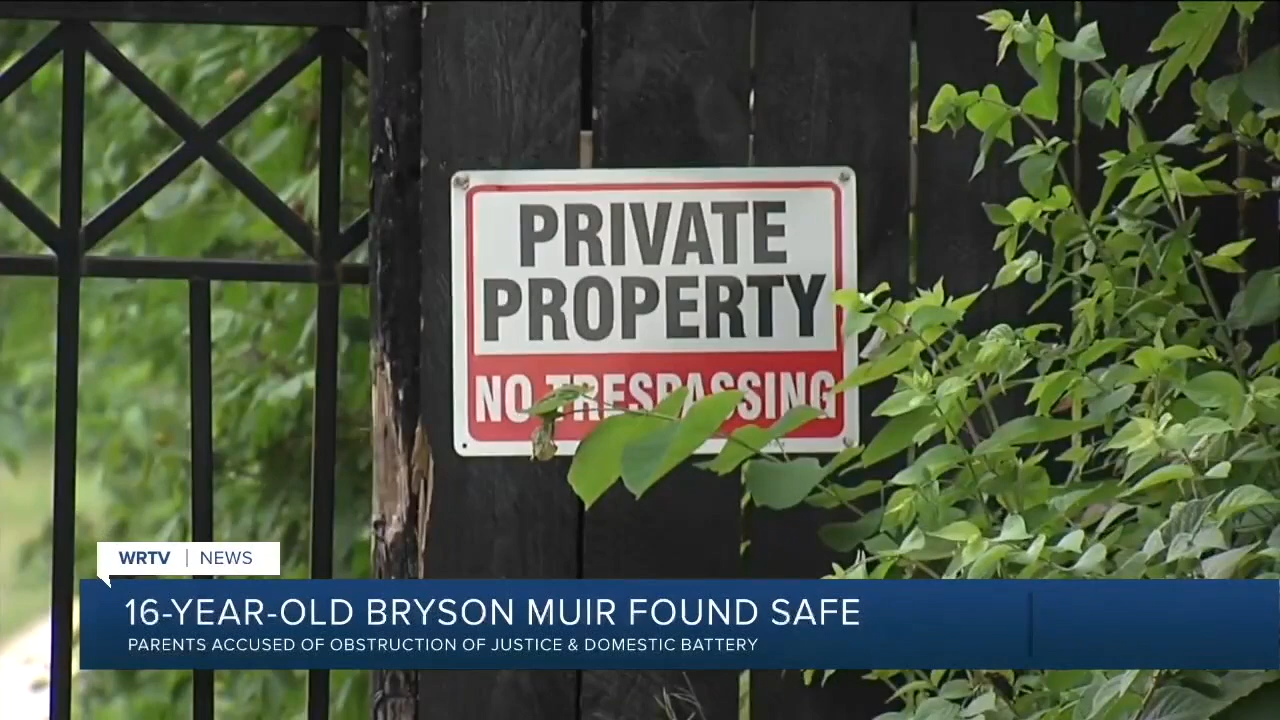 PRIVATE
PROPERTY
NO TRESPASSING
WRTV | NEWS
16-YEAR-OLD BRYSON MUIR FOUND SAFE
PARENTS ACCUSED OF OBSTRUCTION OF JUSTICE & DOMESTIC BATTERY